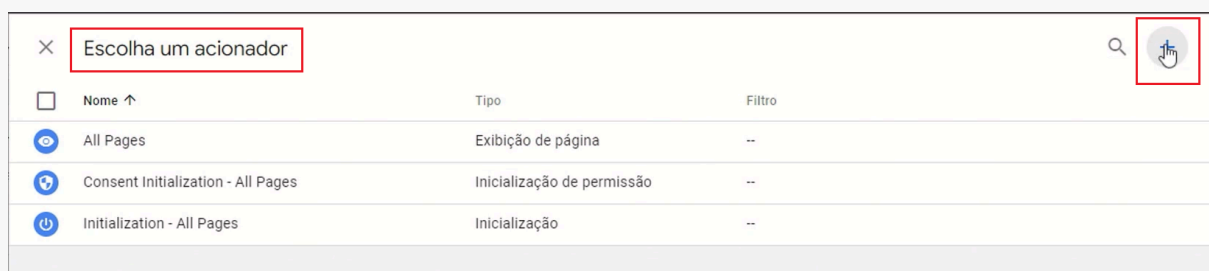 Escolha um acionador
Nome Tipo Filtro
All Pages Exibição de página --
Consent Initialization - All Pages Inicialização de permissão --
Initialization - All Pages Inicialização --